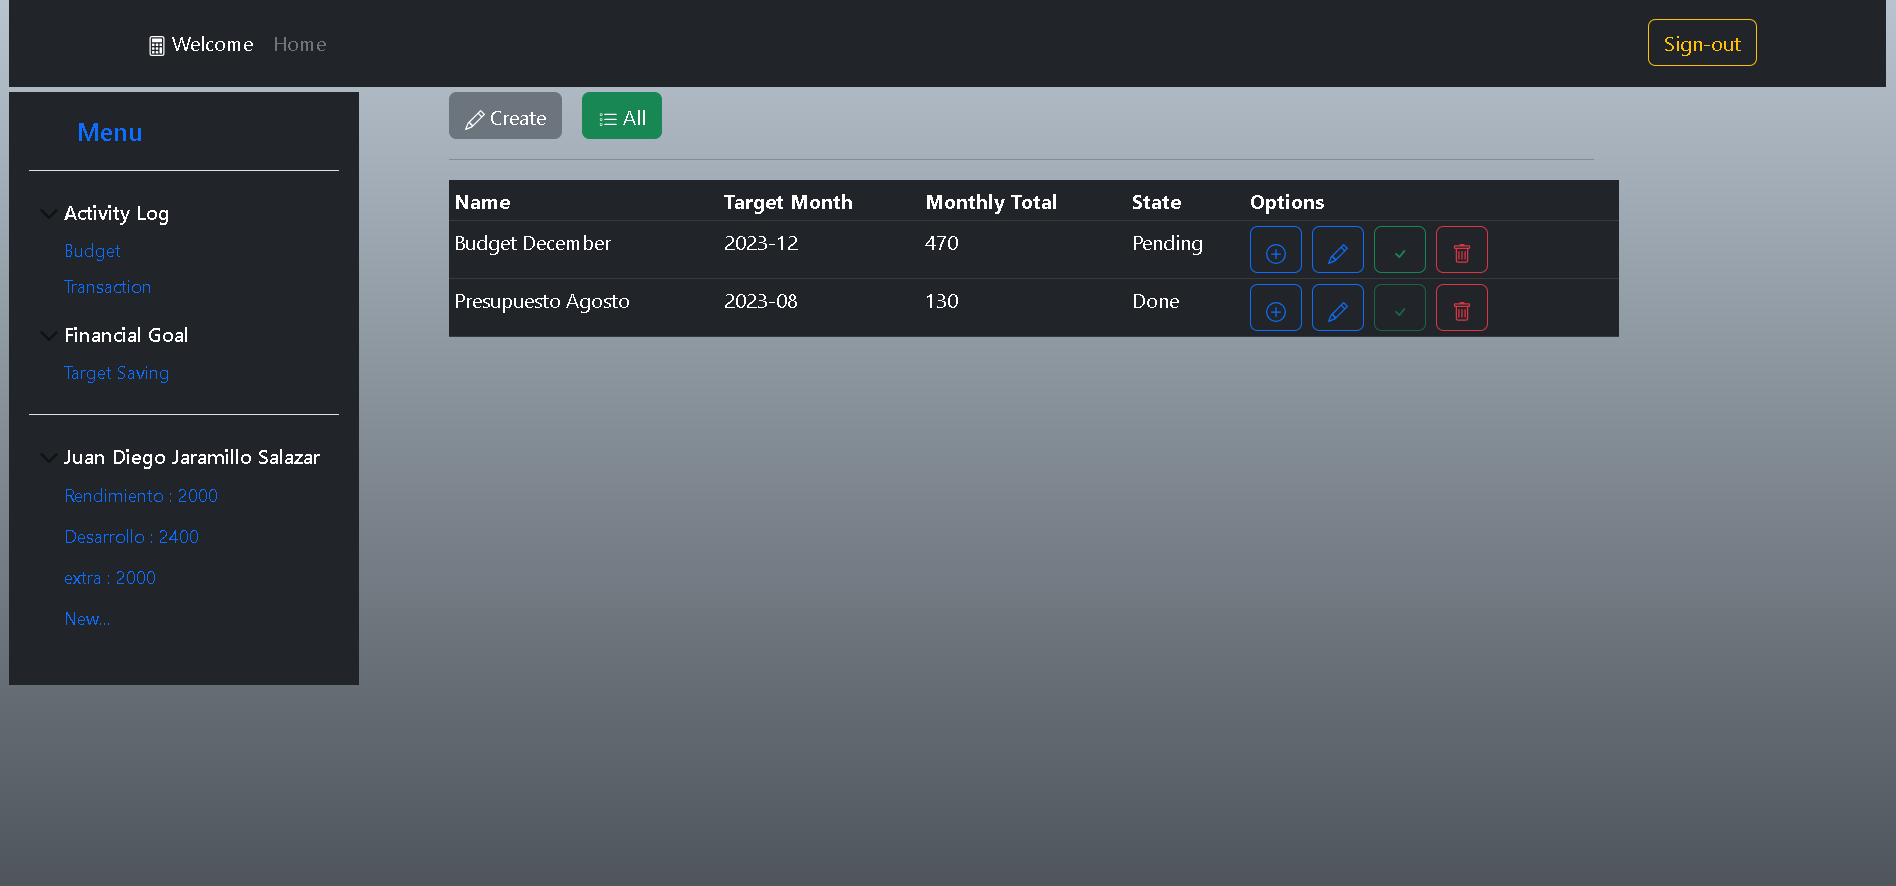 Welcome Home Sign-out
Menu
Activity Log
Budget
Transaction
Financial Goal
Target Saving
Juan Diego Jaramillo Salazar
Rendimiento : 2000
Desarrollo : 2400
extra : 2000
New...
Create All
Name Target Month Monthly Total State Options
Budget December 2023-12 470 Pending
Presupuesto Agosto 2023-08 130 Done